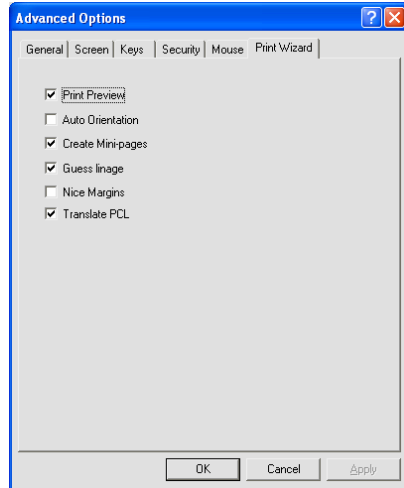 Advanced Options
General Screen Keys Security Mouse Print Wizard
Print Preview
Auto Orientation
Create Mini-pages
Guess linage
Nice Margins
Translate PCL
OK Cancel Apply